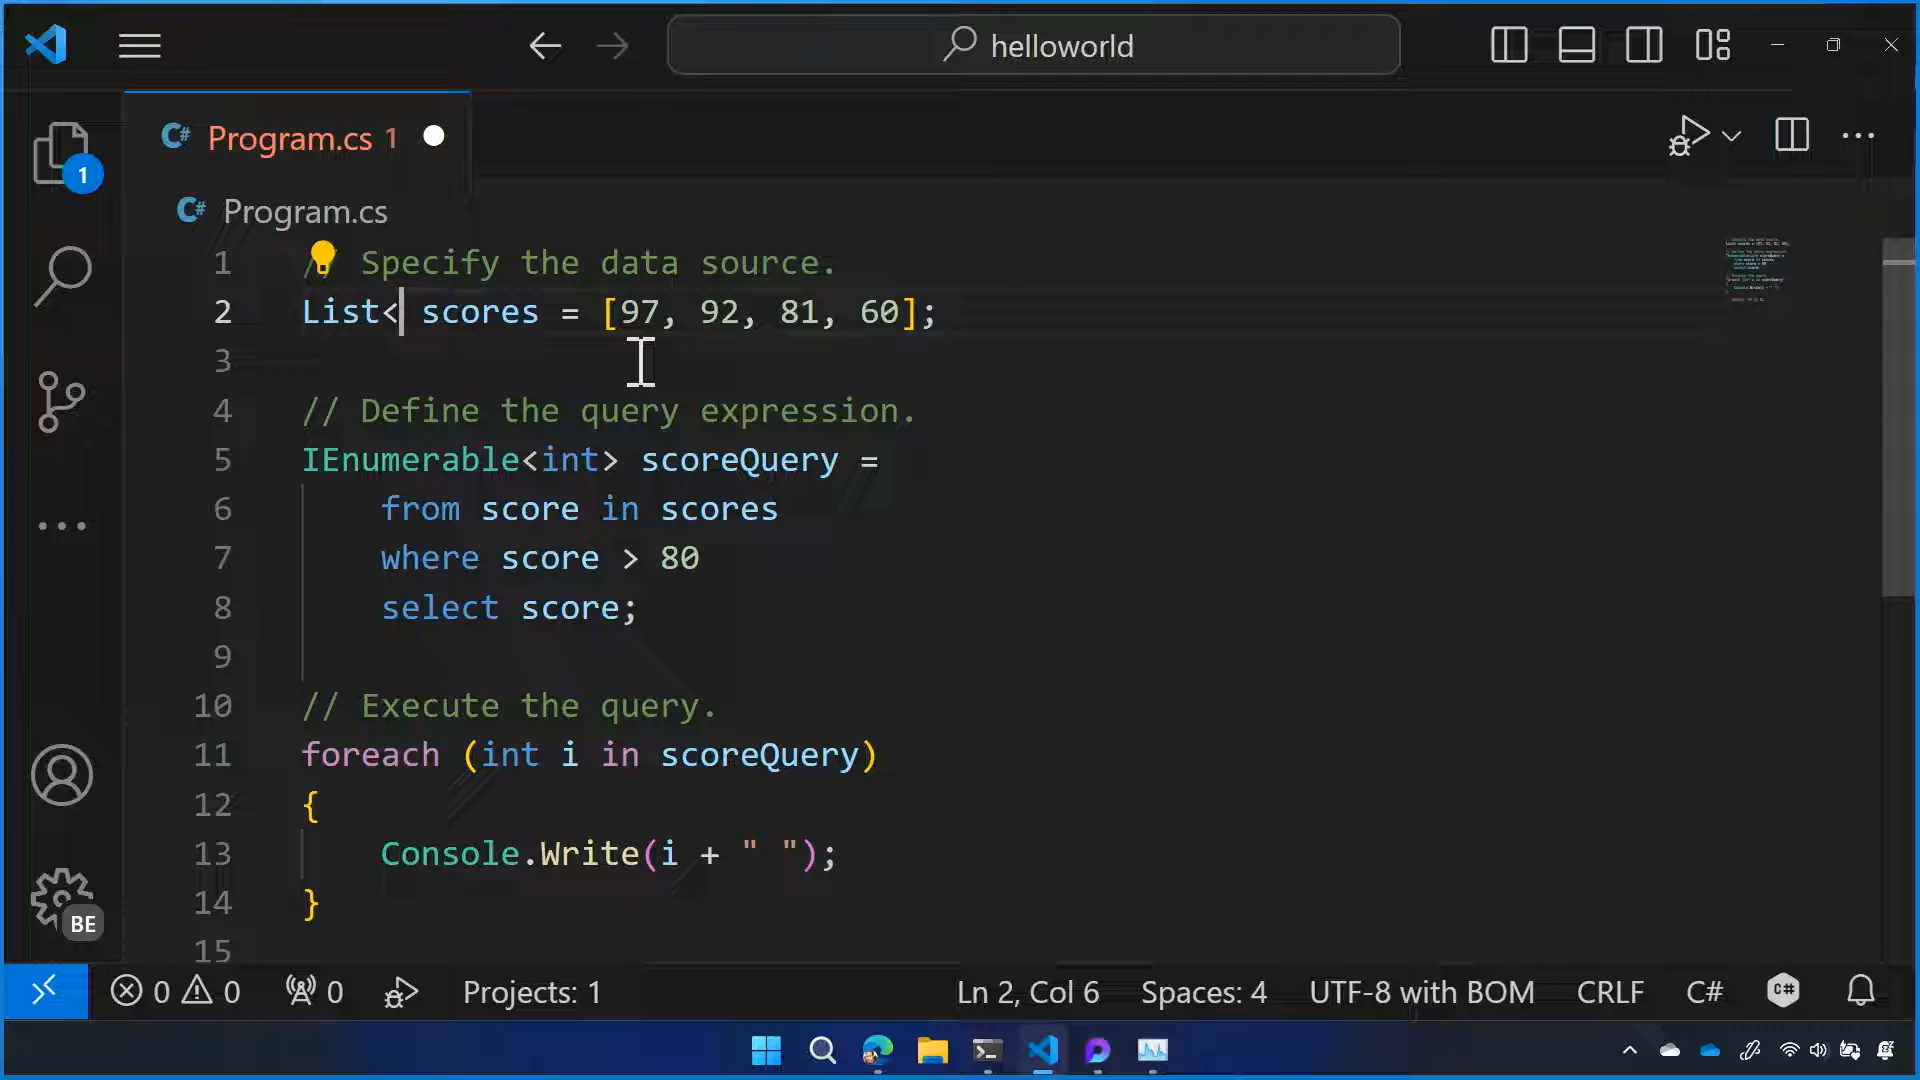 helloworld
Program.cs 1
1
Program.cs
1 // Specify the data source.
2 List< scores = [97, 92, 81, 60];
3
4 // Define the query expression.
5 IEnumerable<int> scoreQuery =
6 from score in scores
7 where score > 80
8 select score;
9
10 // Execute the query.
11 foreach (int i in scoreQuery)
12 {
13 Console.Write(i + " ");
14 }
15
BE
0 0 0 Projects: 1 Ln 2, Col 6 Spaces: 4 UTF-8 with BOM CRLF C#